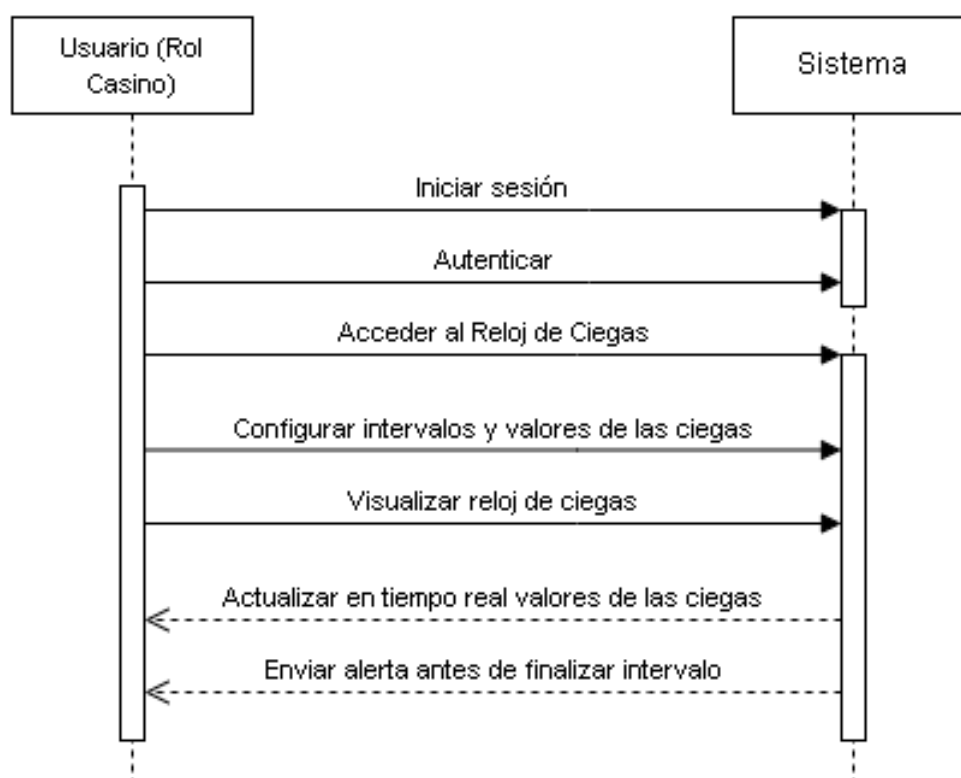 Usuario (Rol
Casino)
Sistema
Iniciar sesión
Autenticar
Acceder al Reloj de Ciegas
Configurar intervalos y valores de las ciegas
Visualizar reloj de ciegas
Actualizar en tiempo real valores de las ciegas
Enviar alerta antes de finalizar intervalo